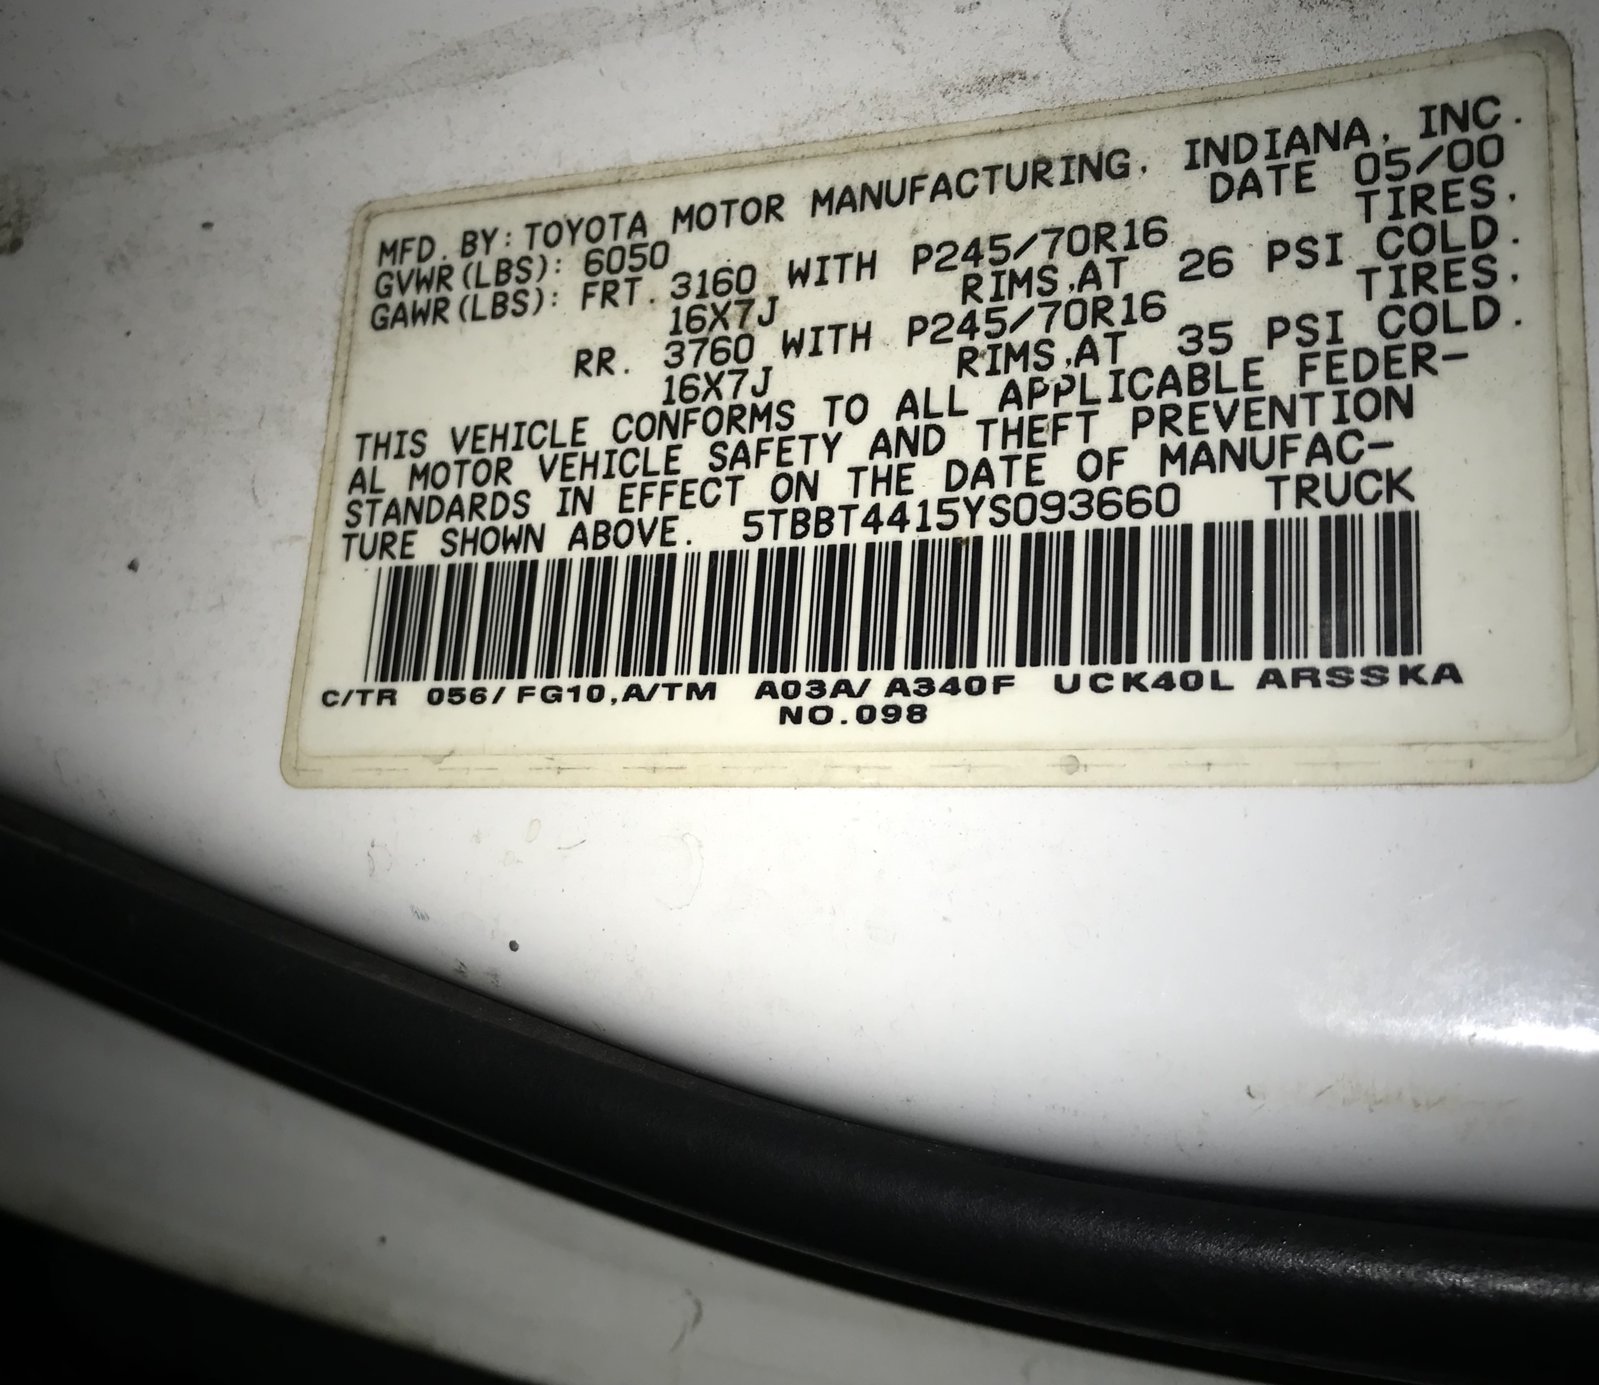 MFD. BY: TOYOTA MOTOR MANUFACTURING, INDIANA, INC.
GVWR(LBS): 6050 DATE 05/00
GAWR(LBS): FRT. 3160 WITH P245/70R16 TIRES.
16X7J RIMS,AT 26 PSI COLD.
RR. 3760 WITH P245/70R16 TIRES.
16X7J RIMS,AT 35 PSI COLD.
THIS VEHICLE CONFORMS TO ALL APPLICABLE FEDER-
AL MOTOR VEHICLE SAFETY AND THEFT PREVENTION
STANDARDS IN EFFECT ON THE DATE OF MANUFAC-
TURE SHOWN ABOVE. 5TBBT4415YS093660 TRUCK
C/TR 056/FG10,A/TM A03A/A340F UCK40L ARSSKA
NO.098